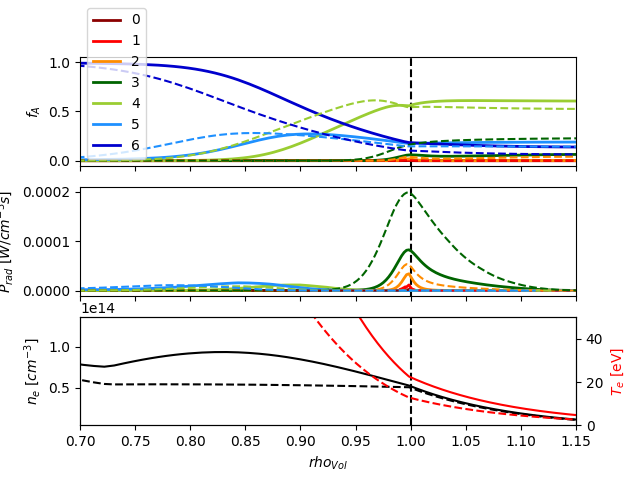 0
1
2
3
4
5
6
1.0
0.5
0.0
f_A
0.0002
0.0001
0.0000
P_rad [W/cm^-3 s]
1e14
1.0
0.5
n_e [cm^-3]
40
20
0
T_e [eV]
0.70 0.75 0.80 0.85 0.90 0.95 1.00 1.05 1.10 1.15
rho_Vol